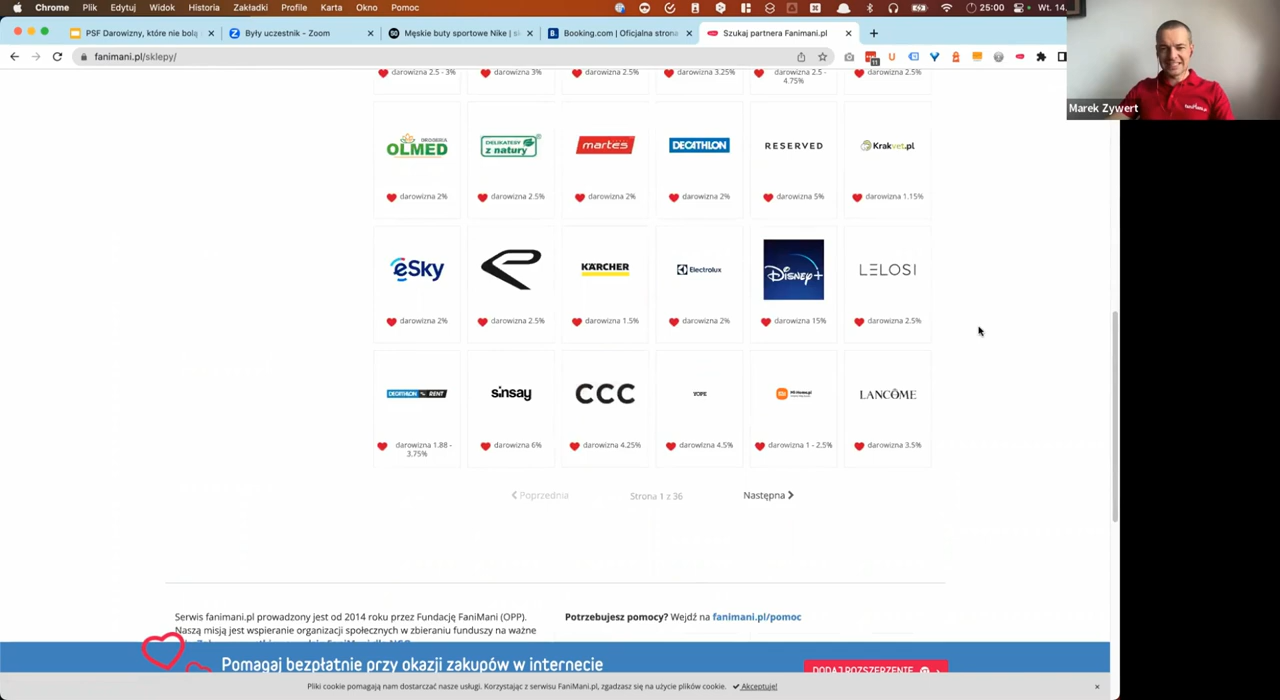 Chrome Plik Edytuj Widok Historia Zakładki Profile Karta Okno Pomoc 25:00 Wt. 14.
PSF Darowizny, które nie bolą Były uczestnik - Zoom Męskie buty sportowe Nike | Booking.com | Oficjalna strona Szukaj partnera Fanimani.pl
fanimani.pl/sklepy/ 11
Marek Zywert
darowizna 2.5 - 3% darowizna 3% darowizna 2.5% darowizna 3.25% darowizna 2.5 - 4.75% darowizna 2.5%
DROGERIA OLMED DELIKATESY z natury martes DECATHLON RESERVED Krakvet.pl
darowizna 2% darowizna 2.5% darowizna 2% darowizna 2% darowizna 5% darowizna 1.15%
eSky KÄRCHER Electrolux Disney+ LELOSI
darowizna 2% darowizna 2.5% darowizna 1.5% darowizna 2% darowizna 15% darowizna 2.5%
DECATHLON RENT sinsay CCC YOPE LANCÔME
darowizna 1.88 - 3.75% darowizna 6% darowizna 4.25% darowizna 4.5% darowizna 1 - 2.5% darowizna 3.5%
Poprzednia Strona 1 z 36 Następna
Serwis fanimani.pl prowadzony jest od 2014 roku przez Fundację FaniMani (OPP).
Naszą misją jest wspieranie organizacji społecznych w zbieraniu funduszy na ważne
Potrzebujesz pomocy? Wejdź na fanimani.pl/pomoc
Pomagaj bezpłatnie przy okazji zakupów w internecie
DODAJ ROZSZERZENIE
Pliki cookie pomagają nam dostarczać nasze usługi. Korzystając z serwisu FaniMani.pl, zgadzasz się na użycie plików cookie. Akceptuję!